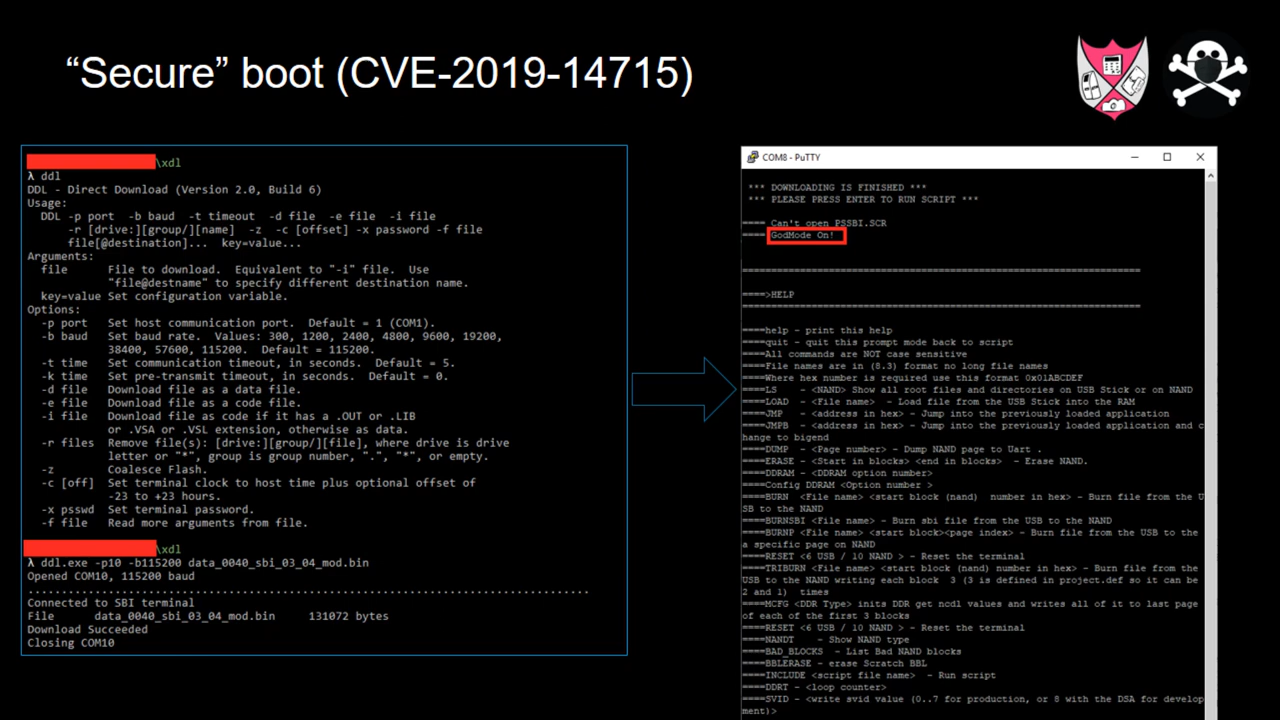 “Secure” boot (CVE-2019-14715)
\xdl
λ ddl
DDL - Direct Download (Version 2.0, Build 6)
Usage:
DDL -p port -b baud -t timeout -d file -e file -i file
-r [drive:][group/][name] -z -c [offset] -x password -f file
file[@destination]... key=value...
Arguments:
file File to download. Equivalent to "-i" file. Use
"file@destname" to specify different destination name.
key=value Set configuration variable.
Options:
-p port Set host communication port. Default = 1 (COM1).
-b baud Set baud rate. Values: 300, 1200, 2400, 4800, 9600, 19200,
38400, 57600, 115200. Default = 115200.
-t time Set communication timeout, in seconds. Default = 5.
-k time Set pre-transmit timeout, in seconds. Default = 0.
-d file Download file as a data file.
-e file Download file as a code file.
-i file Download file as code if it has a .OUT or .LIB
or .VSA or .VSL extension, otherwise as data.
-r files Remove file(s): [drive:][group/][file], where drive is drive
letter or "*", group is group number, ".", "*", or empty.
-z Coalesce Flash.
-c [off] Set terminal clock to host time plus optional offset of
-23 to +23 hours.
-x psswd Set terminal password.
-f file Read more arguments from file.
\xdl
λ ddl.exe -p10 -b115200 data_0040_sbi_03_04_mod.bin
Opened COM10, 115200 baud
................................................................................
Connected to SBI terminal
File data_0040_sbi_03_04_mod.bin 131072 bytes
Download Succeeded
Closing COM10
COM8 - PuTTY
*** DOWNLOADING IS FINISHED ***
*** PLEASE PRESS ENTER TO RUN SCRIPT ***
==== Can't open PSSBI.SCR
==== GodMode On!
===================================================================
====>HELP
===================================================================
====help - print this help
====quit - quit this prompt mode back to script
====All commands are NOT case sensitive
====File names are in (8.3) format no long file names
====Where hex number is required use this format 0x01ABCDEF
====LS - <NAND> Show all root files and directories on USB Stick or on NAND
====LOAD - <File name> - Load file from the USB Stick into the RAM
====JMP - <address in hex> - Jump into the previously loaded application
====JMPB - <address in hex> - Jump into the previously loaded application and c
hange to bigend
====DUMP - <Page number> - Dump NAND page to Uart .
====ERASE - <Start in blocks> <end in blocks> - Erase NAND.
====DDRAM - <DDRAM option number>
====Config DDRAM <Option number >
====BURN <File name> <start block (nand) number in hex> - Burn file from the U
SB to the NAND
====BURNSBI <File name> - Burn sbi file from the USB to the NAND
====BURNP <File name> <start block><page index> - Burn file from the USB to the
a specific page on NAND
====RESET <6 USB / 10 NAND > - Reset the terminal
====TRIBURN <File name> <start block (nand) number in hex> - Burn file from the
USB to the NAND writing each block 3 (3 is defined in project.def so it can be
2 and 1) times
====MCFG <DDR Type> inits DDR get ncdl values and writes all of it to last page
of each of the first 3 blocks
====RESET <6 USB / 10 NAND > - Reset the terminal
====NANDT - Show NAND type
====BAD_BLOCKS - List Bad NAND blocks
====BBLERASE - erase Scratch BBL
====INCLUDE <script file name> - Run script
====DDRT - <loop counter>
====SVID - <write svid value (0..7 for production, or 8 with the DSA for develop
ment)>